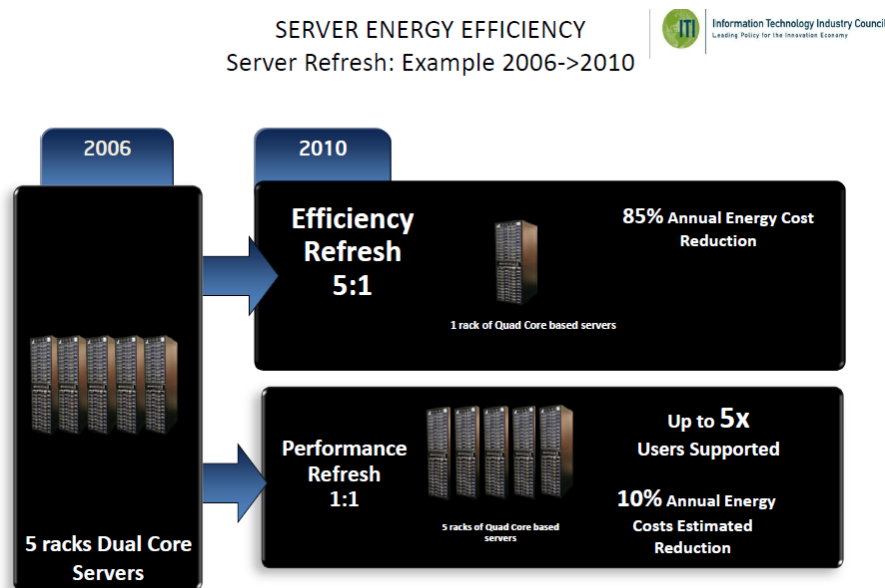 SERVER ENERGY EFFICIENCY
Server Refresh: Example 2006->2010
ITI
Information Technology Industry Council
Leading Policy for the Innovation Economy
2006
2010
5 racks Dual Core
Servers
Efficiency
Refresh
5:1
1 rack of Quad Core based servers
85% Annual Energy Cost
Reduction
Performance
Refresh
1:1
5 racks of Quad Core based
servers
Up to 5x
Users Supported
10% Annual Energy
Costs Estimated
Reduction